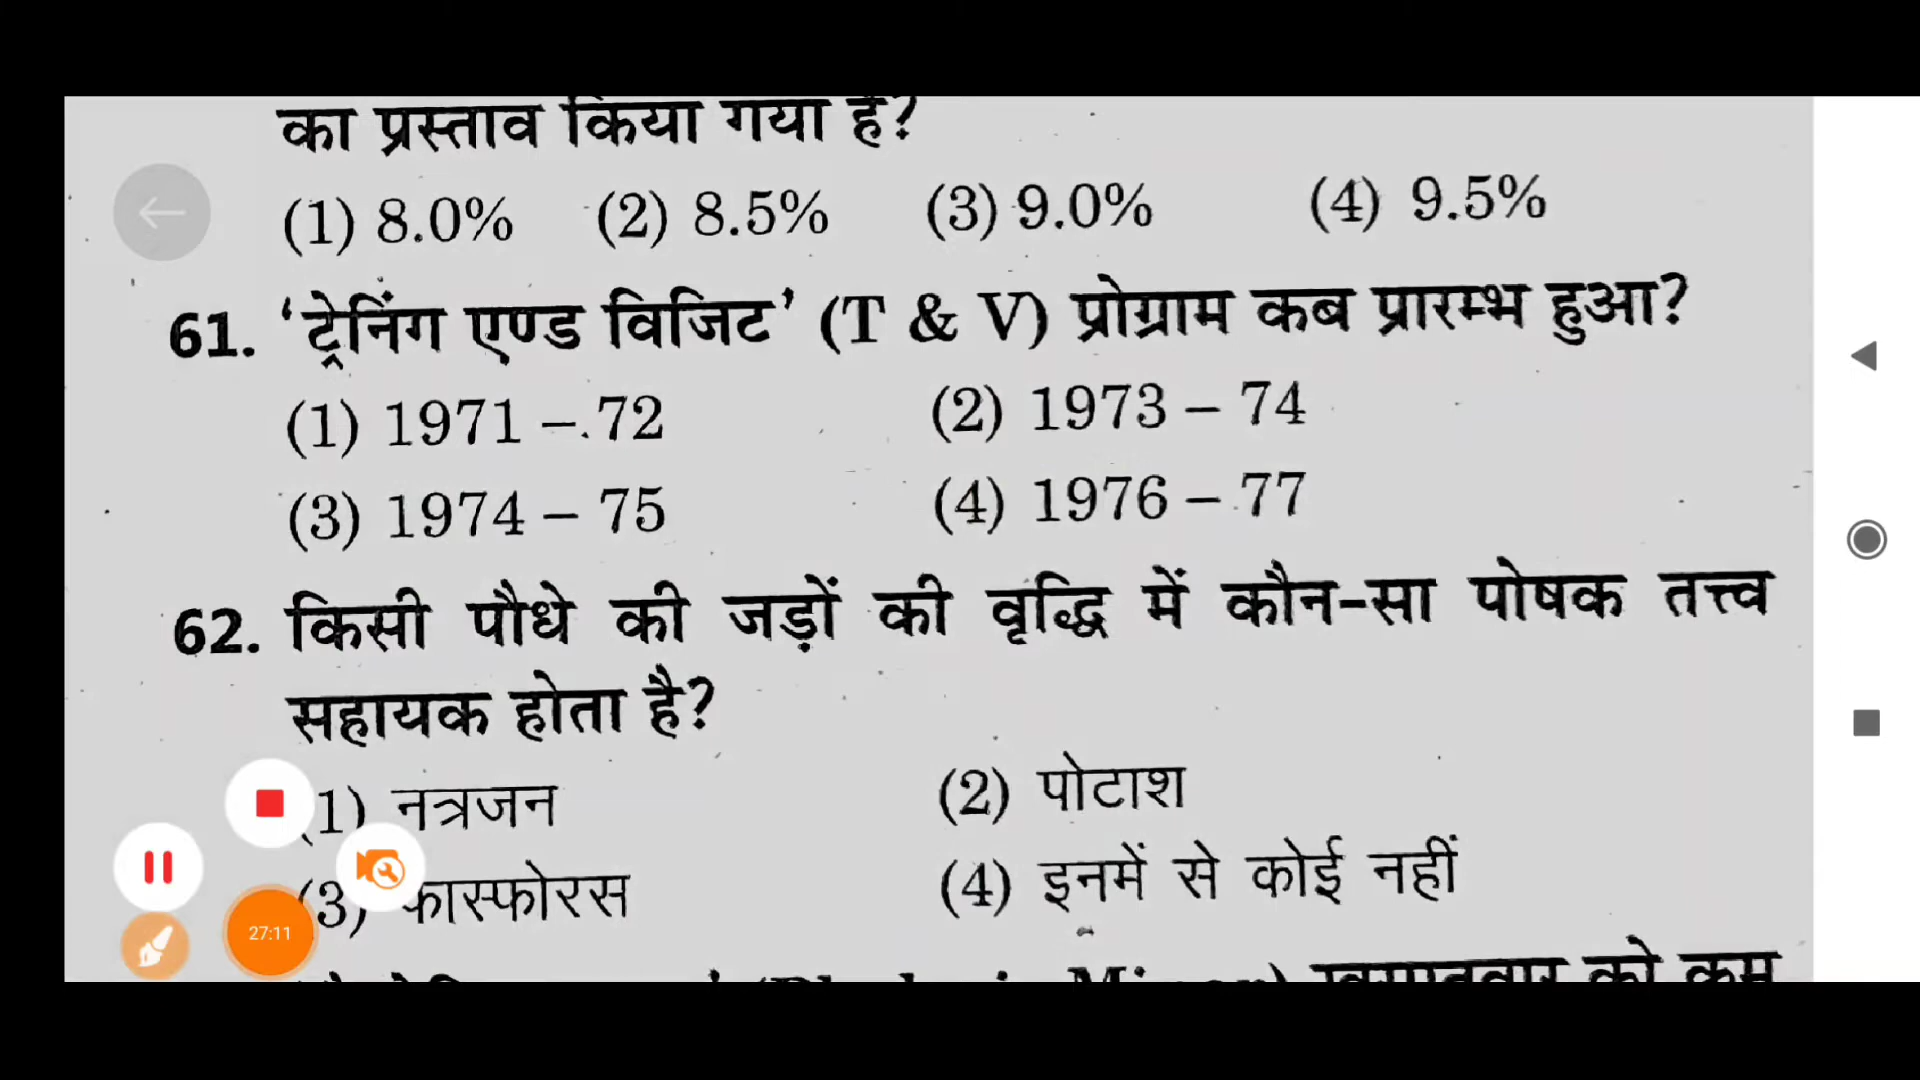 का प्रस्ताव किया गया है?
(1) 8.0% (2) 8.5% (3) 9.0% (4) 9.5%
61. ‘ट्रेनिंग एण्ड विजिट’ (T & V) प्रोग्राम कब प्रारम्भ हुआ?
(1) 1971 – 72 (2) 1973 – 74
(3) 1974 – 75 (4) 1976 – 77
62. किसी पौधे की जड़ों की वृद्धि में कौन-सा पोषक तत्त्व
सहायक होता है?
(1) नत्रजन (2) पोटाश
(3) फास्फोरस (4) इनमें से कोई नहीं
27:11
को कम